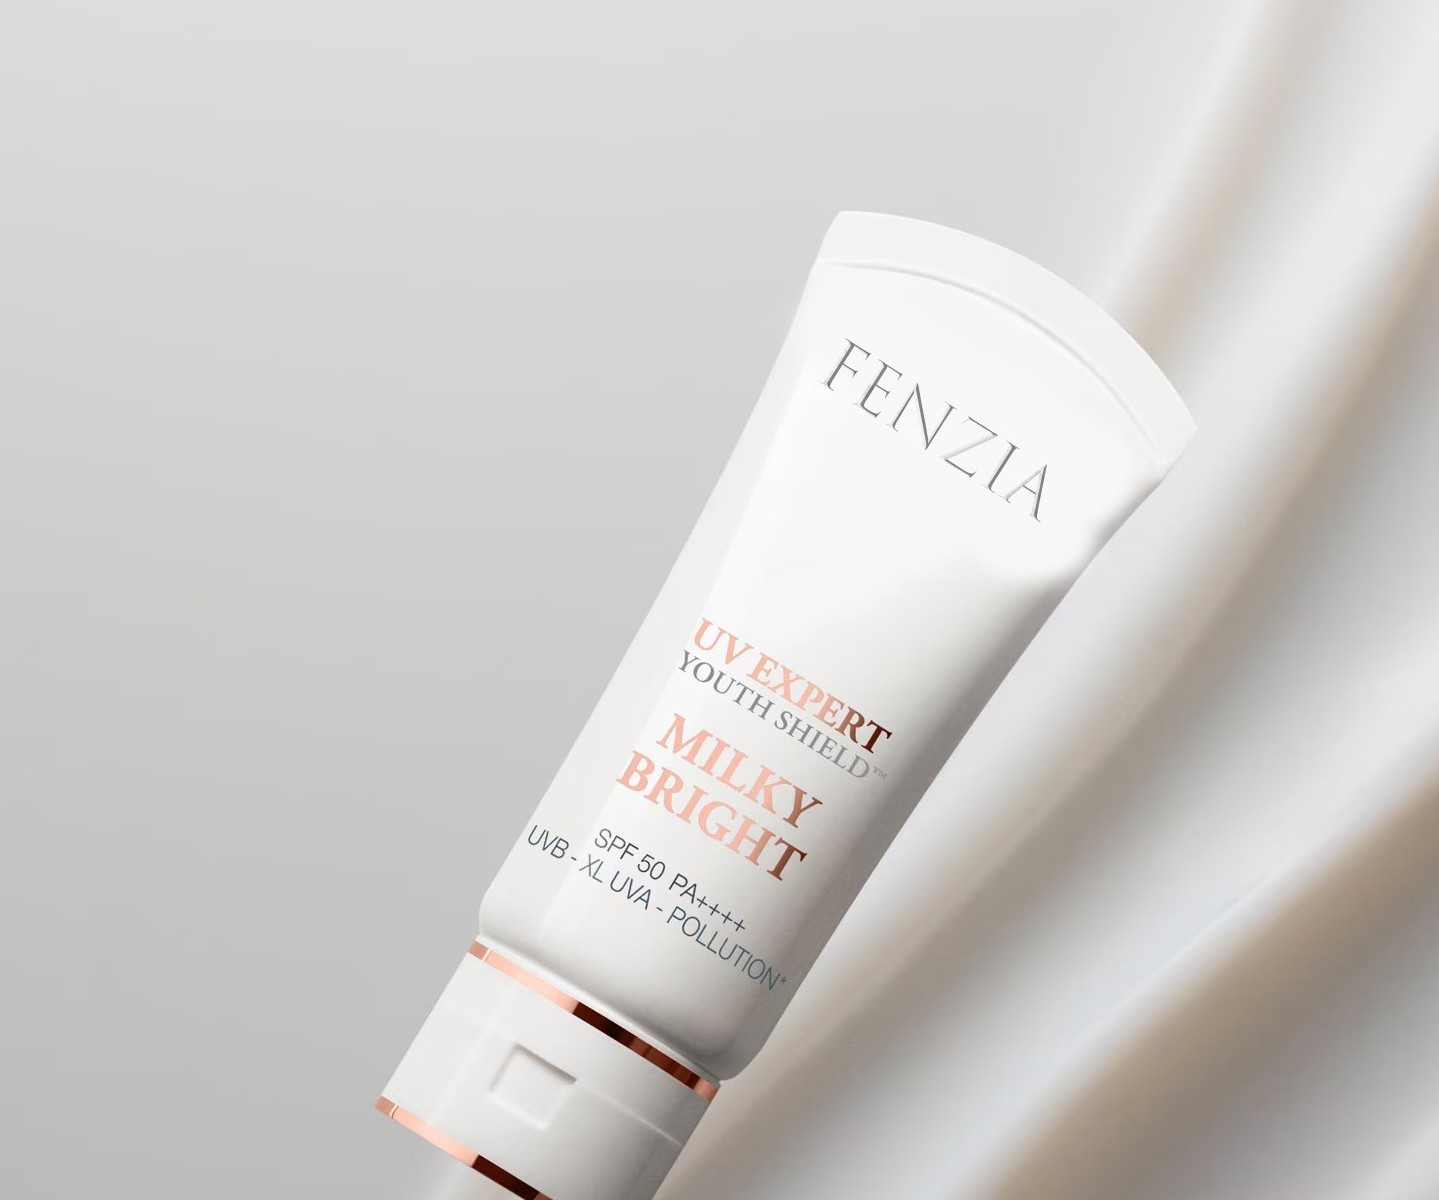 FENZIA
UV EXPERT
YOUTH SHIELD™
MILKY
BRIGHT
SPF 50 PA++++
UVB - XL UVA - POLLUTION*